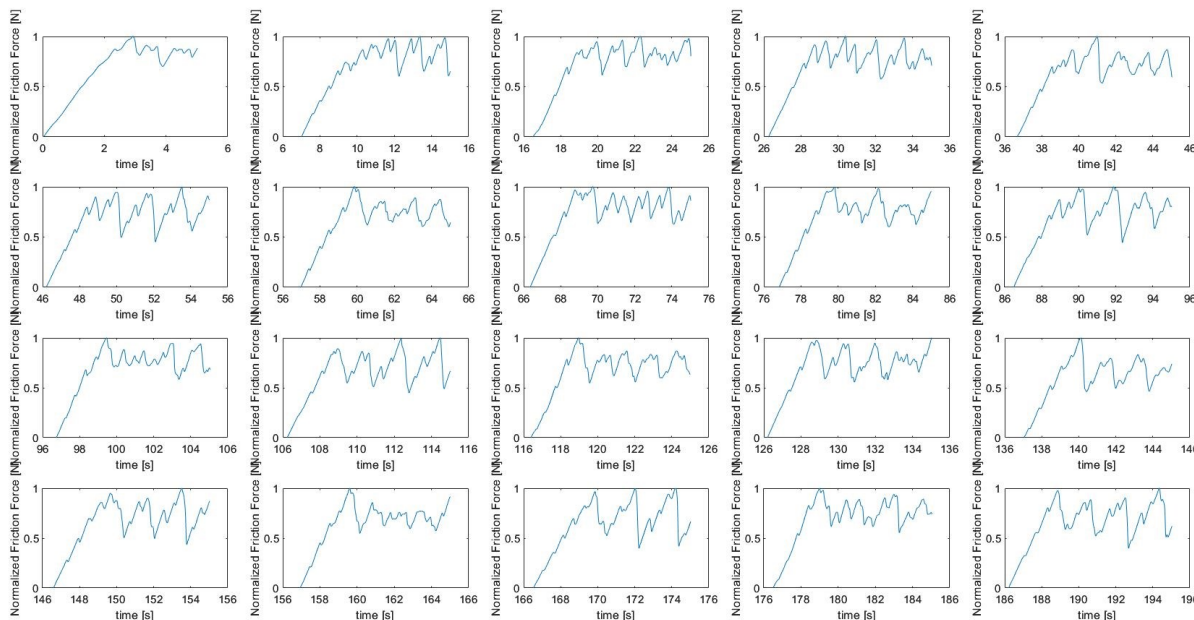 Normalized Friction Force [N] Normalized Friction Force [N] Normalized Friction Force [N] Normalized Friction Force [N] Normalized Friction Force [N]
1 1 1 1 1
0.5 0.5 0.5 0.5 0.5
0 0 0 0 0
0 2 4 6 6 8 10 12 14 16 16 18 20 22 24 26 26 28 30 32 34 36 36 38 40 42 44 46
time [s] time [s] time [s] time [s] time [s]
Normalized Friction Force [N] Normalized Friction Force [N] Normalized Friction Force [N] Normalized Friction Force [N] Normalized Friction Force [N]
1 1 1 1 1
0.5 0.5 0.5 0.5 0.5
0 0 0 0 0
46 48 50 52 54 56 56 58 60 62 64 66 66 68 70 72 74 76 76 78 80 82 84 86 86 88 90 92 94 96
time [s] time [s] time [s] time [s] time [s]
Normalized Friction Force [N] Normalized Friction Force [N] Normalized Friction Force [N] Normalized Friction Force [N] Normalized Friction Force [N]
1 1 1 1 1
0.5 0.5 0.5 0.5 0.5
0 0 0 0 0
96 98 100 102 104 106 106 108 110 112 114 116 116 118 120 122 124 126 126 128 130 132 134 136 136 138 140 142 144 146
time [s] time [s] time [s] time [s] time [s]
Normalized Friction Force [N] Normalized Friction Force [N] Normalized Friction Force [N] Normalized Friction Force [N] Normalized Friction Force [N]
1 1 1 1 1
0.5 0.5 0.5 0.5 0.5
0 0 0 0 0
146 148 150 152 154 156 156 158 160 162 164 166 166 168 170 172 174 176 176 178 180 182 184 186 186 188 190 192 194 196
time [s] time [s] time [s] time [s] time [s]